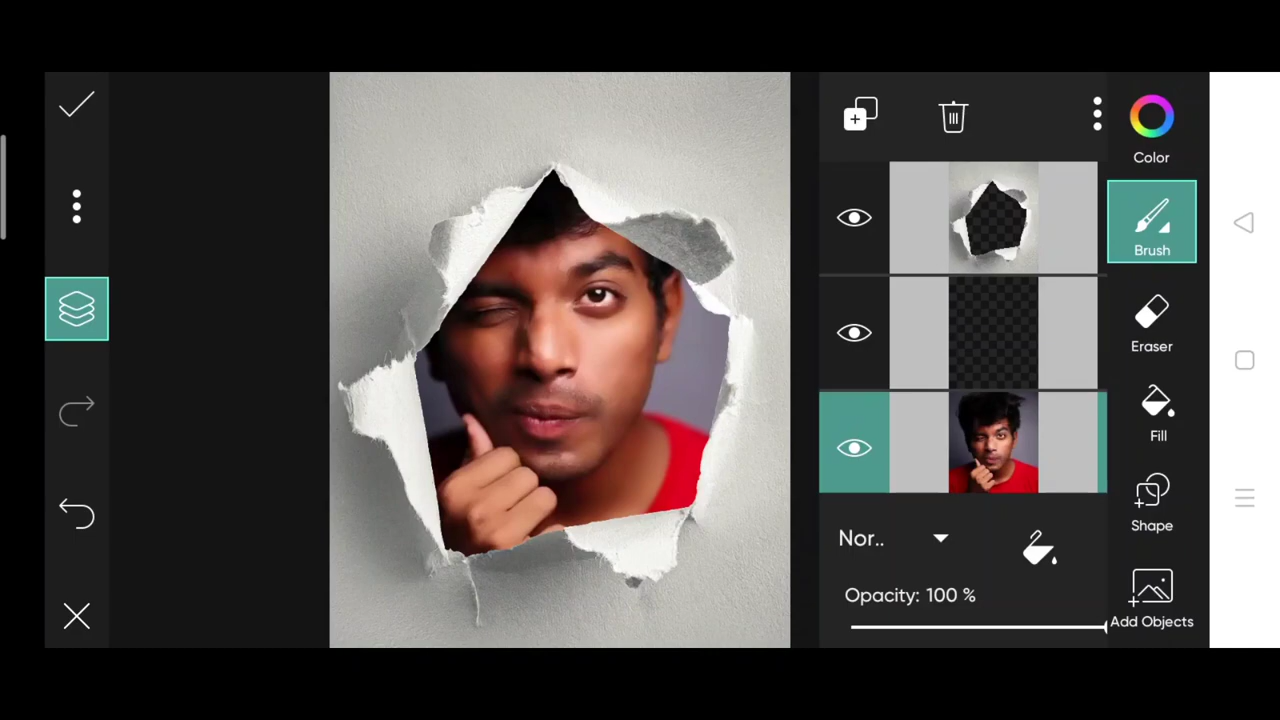 Color
Brush
Eraser
Fill
Shape
Add Objects
Nor..
Opacity: 100 %